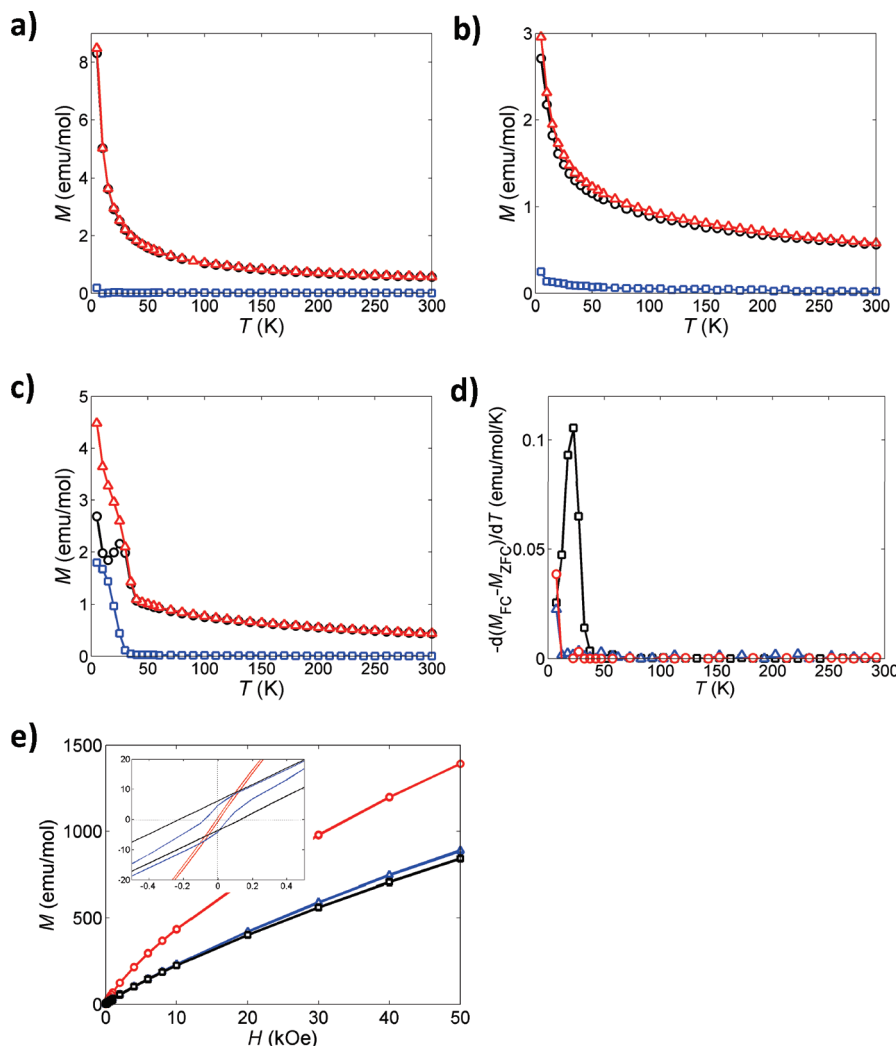 a)
8
6
4
2
0
M (emu/mol)
0 50 100 150 200 250 300
T (K)
b)
3
2
1
0
M (emu/mol)
0 50 100 150 200 250 300
T (K)
c)
5
4
3
2
1
0
M (emu/mol)
0 50 100 150 200 250 300
T (K)
d)
0.1
0.05
0
-d(M_FC-M_ZFC)/dT (emu/mol/K)
0 50 100 150 200 250 300
T (K)
e)
1500
1000
500
0
M (emu/mol)
20
10
0
-10
-20
-0.4 -0.2 0 0.2 0.4
0 10 20 30 40 50
H (kOe)